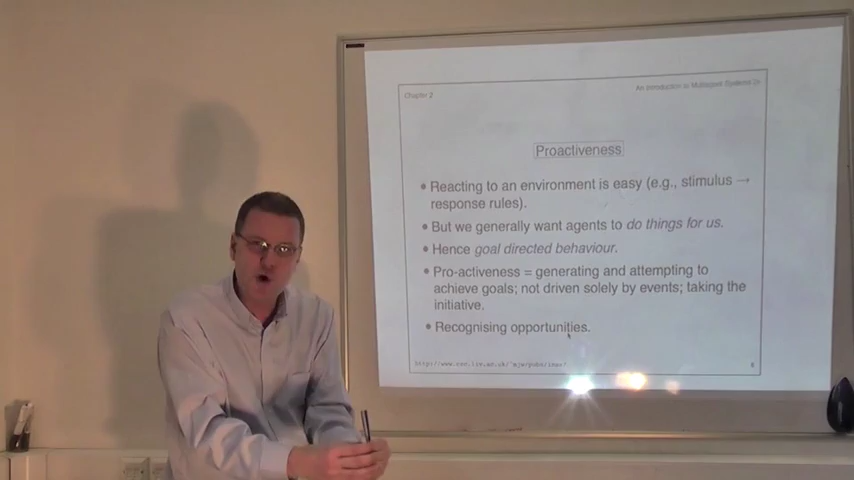 Chapter 2
An Introduction to Multiagent Systems 2e
Proactiveness
• Reacting to an environment is easy (e.g., stimulus →
response rules).
• But we generally want agents to do things for us.
• Hence goal directed behaviour.
• Pro-activeness = generating and attempting to
achieve goals; not driven solely by events; taking the
initiative.
• Recognising opportunities.